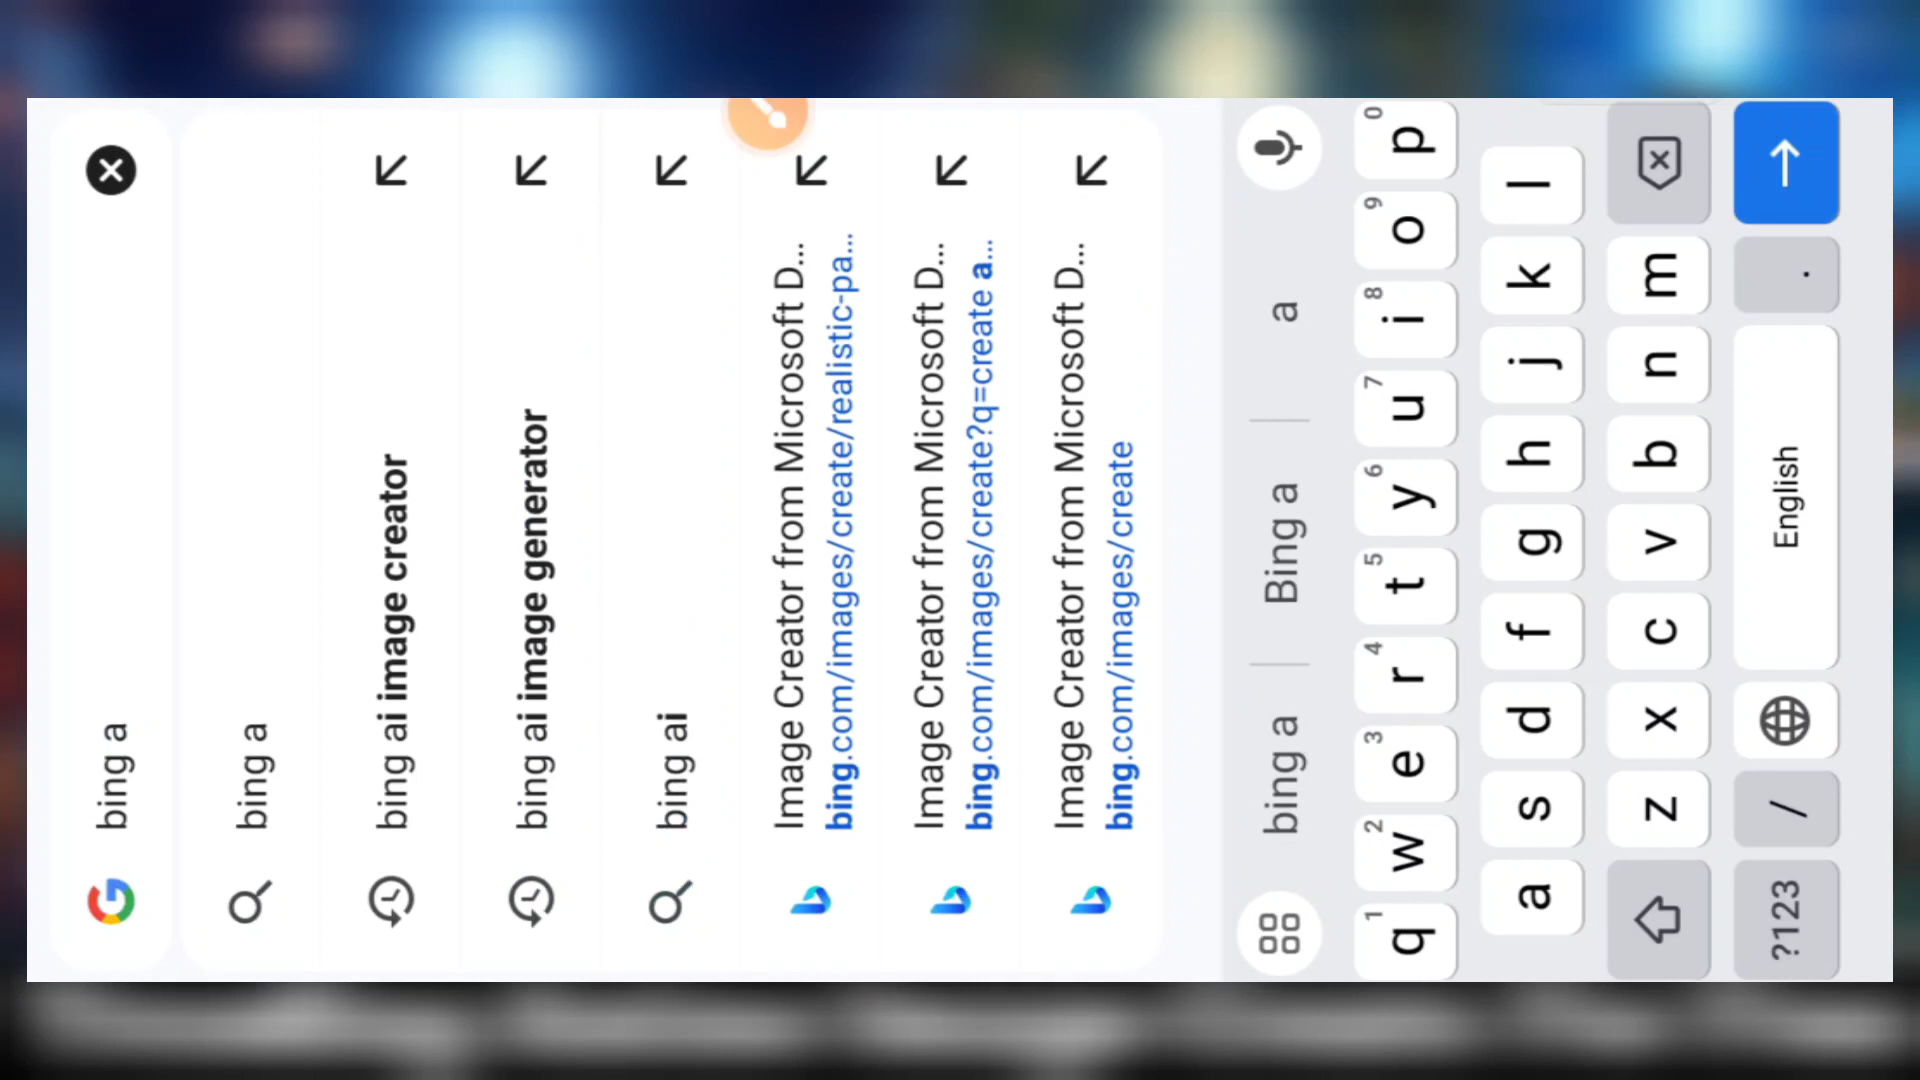 bing a
bing a
bing ai image creator
bing ai image generator
bing ai
Image Creator from Microsoft D...
bing.com/images/create/realistic-pa...
Image Creator from Microsoft D...
bing.com/images/create?q=create a...
Image Creator from Microsoft D...
bing.com/images/create
bing a Bing a a
1 2 3 4 5 6 7 8 9 0
q w e r t y u i o p
a s d f g h j k l
z x c v b n m
?123 / English .